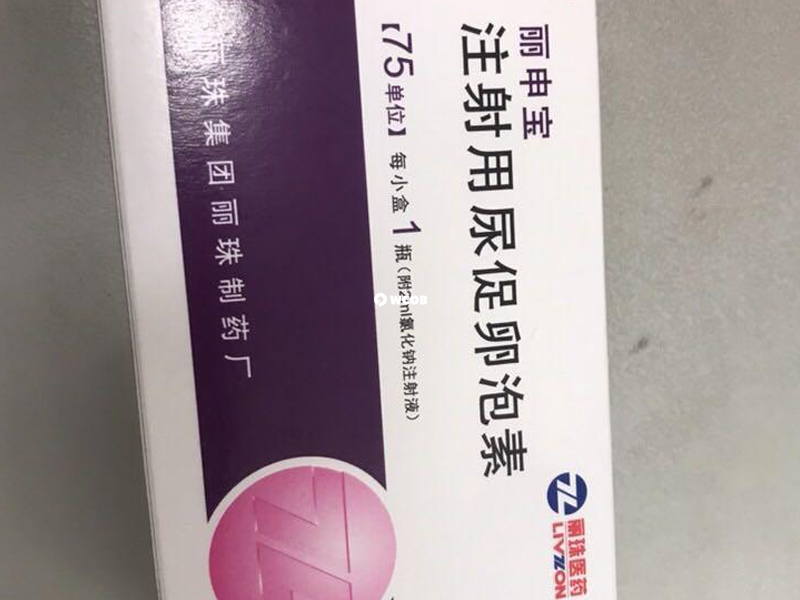 丽申宝
注射用尿促卵泡素
【75单位】每小盒1瓶（附2ml氯化钠注射液）
丽珠集团丽珠制药厂
丽珠医药
LIVZON